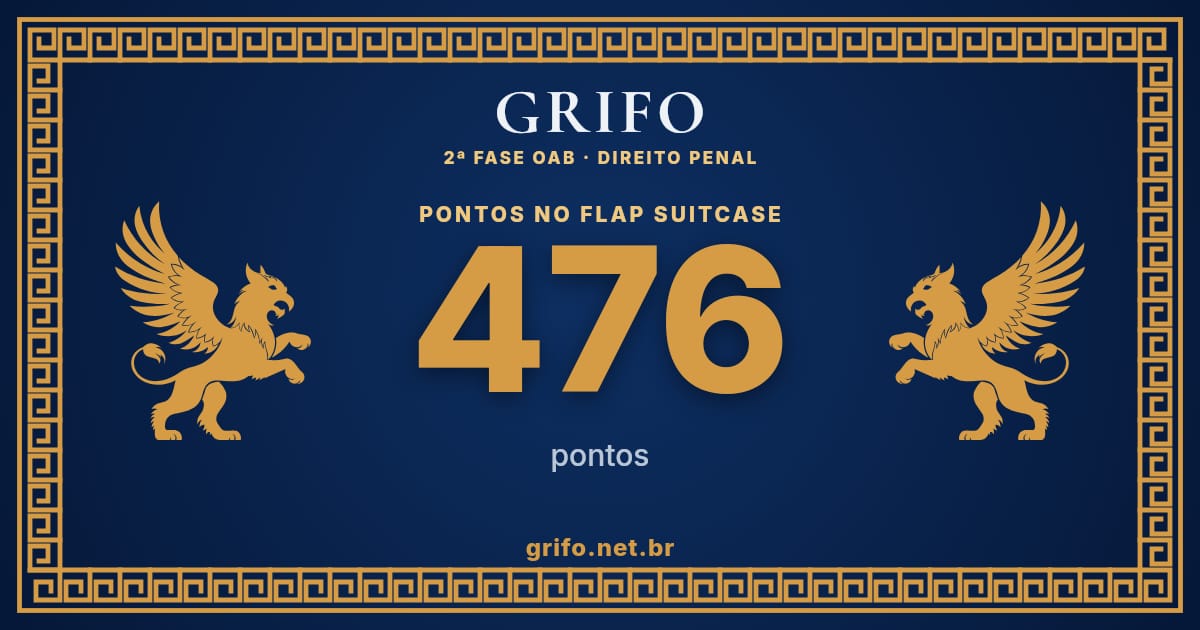 GRIFO
2ª FASE OAB · DIREITO PENAL
PONTOS NO FLAP SUITCASE
476
pontos
grifo.net.br